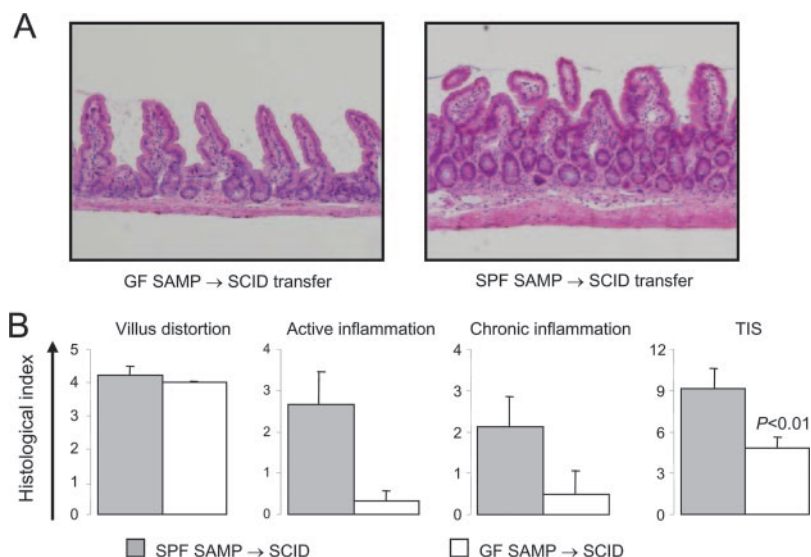 A
GF SAMP → SCID transfer
SPF SAMP → SCID transfer
B
Histological index
Villus distortion
5
4
3
2
1
0
Active inflammation
4
3
2
1
0
Chronic inflammation
4
3
2
1
0
TIS
12
9
6
3
0
P<0.01
SPF SAMP → SCID
GF SAMP → SCID